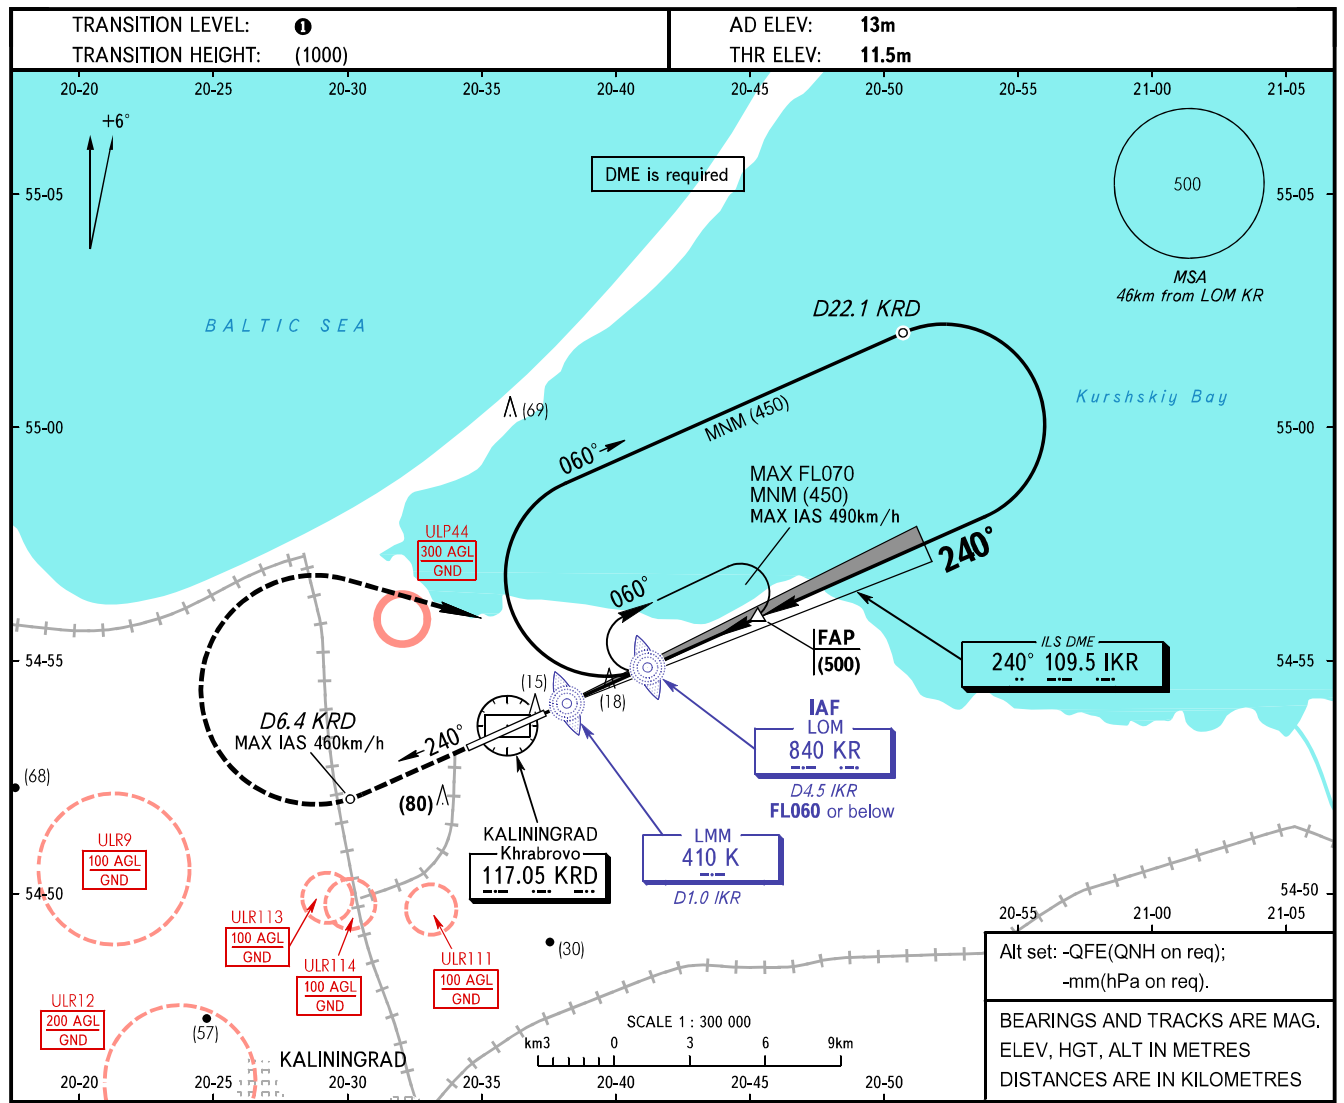 TRANSITION LEVEL: ❶
TRANSITION HEIGHT: (1000)
AD ELEV: 13m
THR ELEV: 11.5m
20-20 20-25 20-30 20-35 20-40 20-45 20-50 20-55 21-00 21-05
+6°
DME is required
500
55-05
55-05
MSA
46km from LOM KR
D22.1 KRD
BALTIC SEA
Kurshskiy Bay
(69)
MNM (450)
55-00
55-00
060°
MAX FL070
MNM (450)
MAX IAS 490km/h
ULP44
300 AGL
GND
240°
060°
FAP
(500)
ILS DME
240° 109.5 IKR
54-55
54-55
(15)
(18)
IAF
LOM
840 KR
D4.5 IKR
FL060 or below
D6.4 KRD
MAX IAS 460km/h
240°
(68)
(80)
KALININGRAD
Khrabrovo
117.05 KRD
LMM
410 K
D1.0 IKR
ULR9
100 AGL
GND
54-50
54-50
20-55 21-00 21-05
ULR113
100 AGL
GND
ULR114
100 AGL
GND
ULR111
100 AGL
GND
(30)
Alt set: -QFE(QNH on req);
-mm(hPa on req).
ULR12
200 AGL
GND
(57)
KALININGRAD
SCALE 1 : 300 000
km3 0 3 6 9km
BEARINGS AND TRACKS ARE MAG.
ELEV, HGT, ALT IN METRES
DISTANCES ARE IN KILOMETRES
20-20 20-25 20-30 20-35 20-40 20-45 20-50